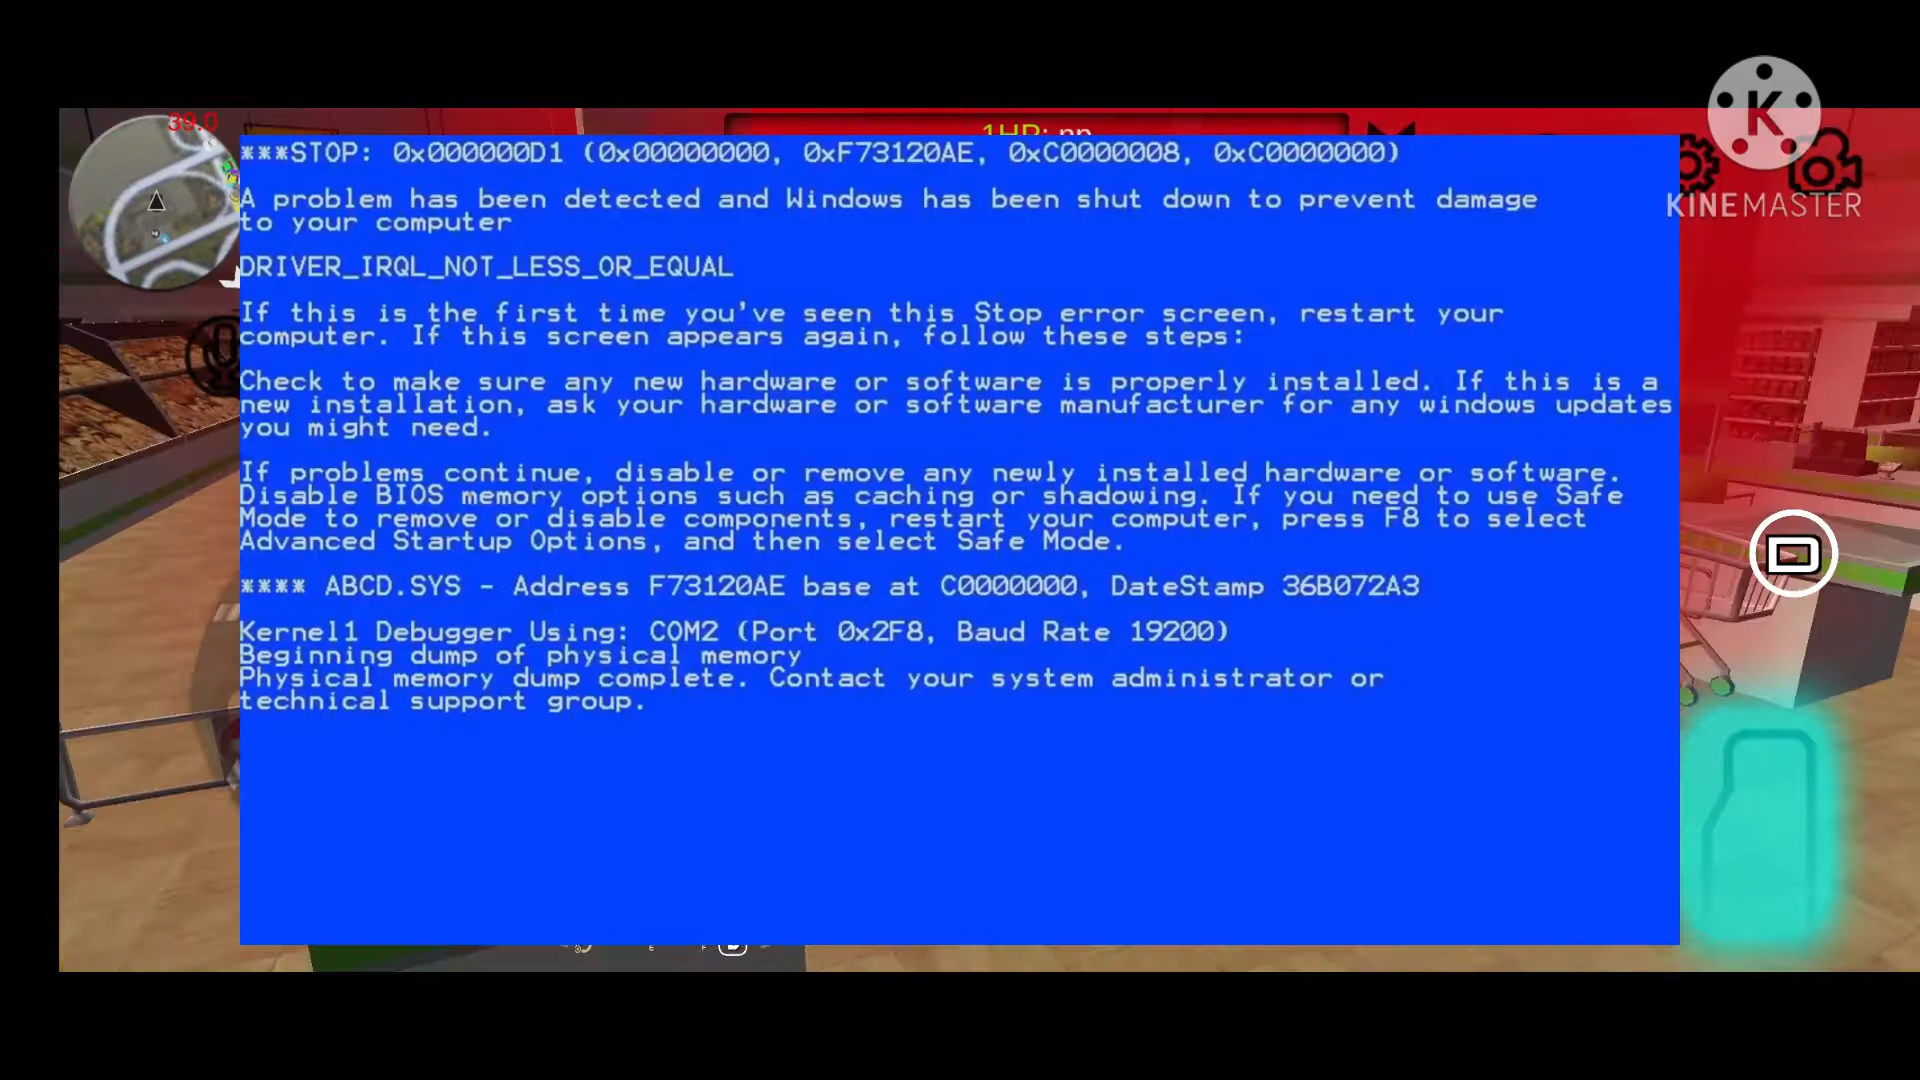 39.0
1HP: np
KINEMASTER
***STOP: 0x000000D1 (0x00000000, 0xF73120AE, 0xC0000008, 0xC0000000)
A problem has been detected and Windows has been shut down to prevent damage
to your computer
DRIVER_IRQL_NOT_LESS_OR_EQUAL
If this is the first time you've seen this Stop error screen, restart your
computer. If this screen appears again, follow these steps:
Check to make sure any new hardware or software is properly installed. If this is a
new installation, ask your hardware or software manufacturer for any windows updates
you might need.
If problems continue, disable or remove any newly installed hardware or software.
Disable BIOS memory options such as caching or shadowing. If you need to use Safe
Mode to remove or disable components, restart your computer, press F8 to select
Advanced Startup Options, and then select Safe Mode.
**** ABCD.SYS - Address F73120AE base at C0000000, DateStamp 36B072A3
Kernel1 Debugger Using: COM2 (Port 0x2F8, Baud Rate 19200)
Beginning dump of physical memory
Physical memory dump complete. Contact your system administrator or
technical support group.